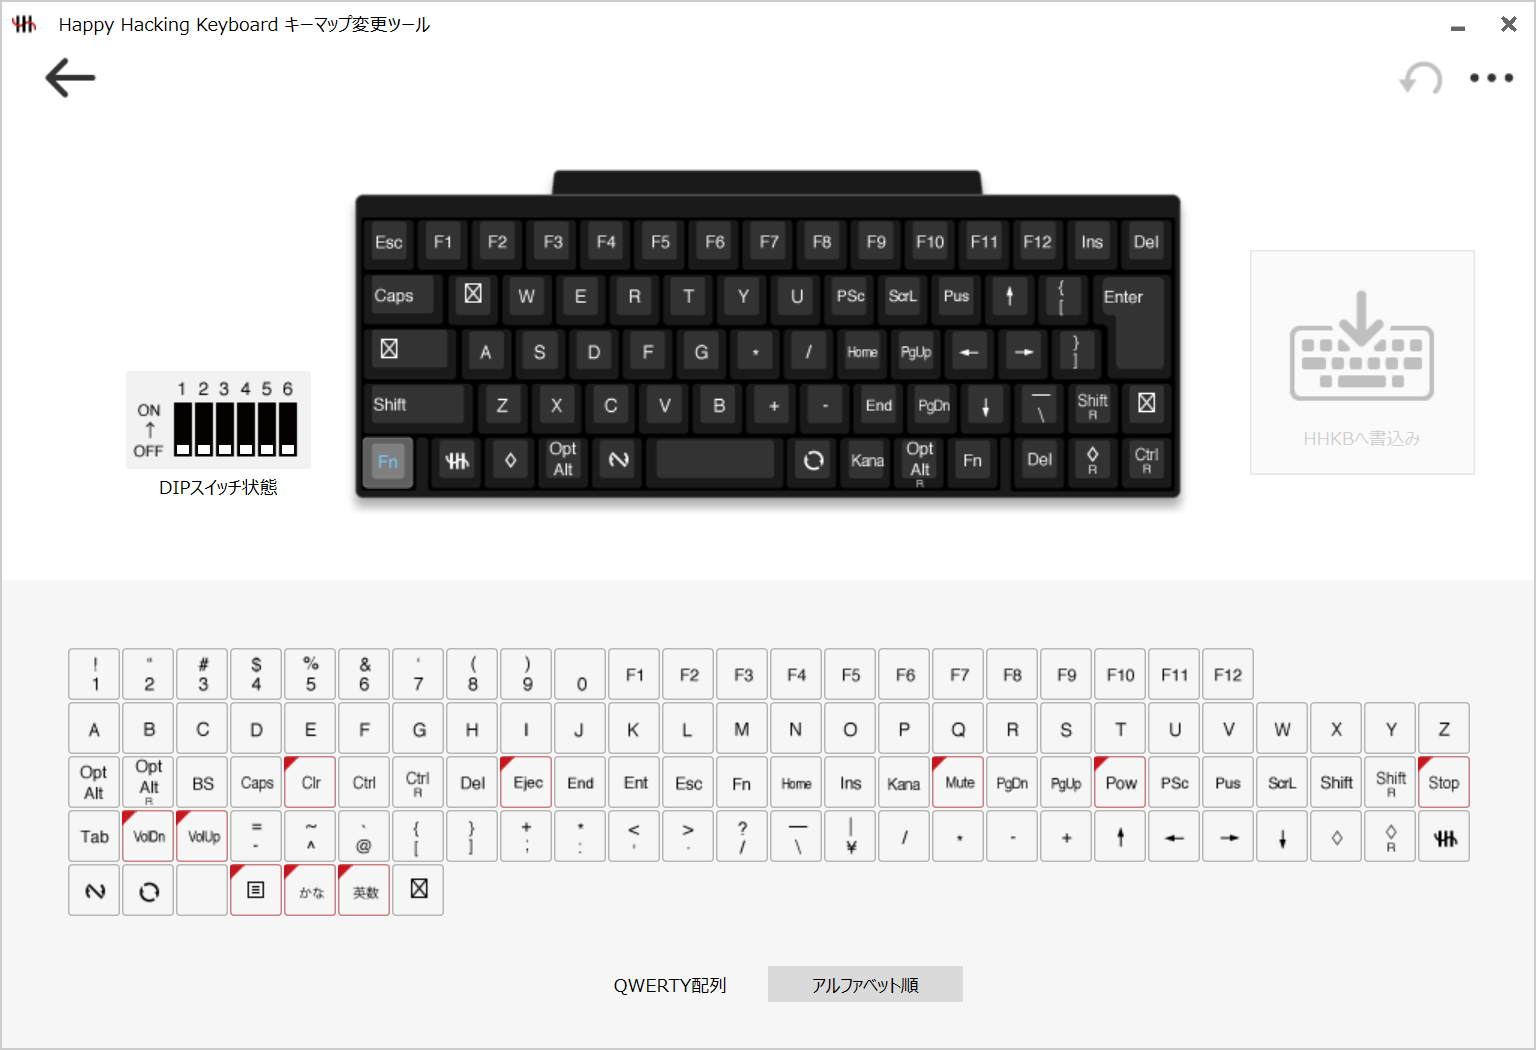 Happy Hacking Keyboard キーマップ変更ツール
Esc F1 F2 F3 F4 F5 F6 F7 F8 F9 F10 F11 F12 Ins Del
Caps W E R T Y U PSc ScrL Pus ↑ { [ Enter
A S D F G * / Home PgUp ← → } ]
Shift Z X C V B + - End PgDn ↓ _ \ Shift R
Fn ◊ Opt Alt Kana Opt Alt R Fn Del ◊ R Ctrl R
1 2 3 4 5 6
ON
↑
OFF
DIPスイッチ状態
HHKBへ書込み
! 1 " 2 # 3 $ 4 % 5 & 6 ' 7 ( 8 ) 9 0 F1 F2 F3 F4 F5 F6 F7 F8 F9 F10 F11 F12
A B C D E F G H I J K L M N O P Q R S T U V W X Y Z
Opt Alt Opt Alt R BS Caps Clr Ctrl Ctrl R Del Ejec End Ent Esc Fn Home Ins Kana Mute PgDn PgUp Pow PSc Pus ScrL Shift Shift R Stop
Tab VolDn VolUp = - ~ ^ ` @ { [ } ] + ; * : < , > . ? / _ \ | ¥ / * - + ↑ ← → ↓ ◊ ◊ R
かな 英数
QWERTY配列 アルファベット順